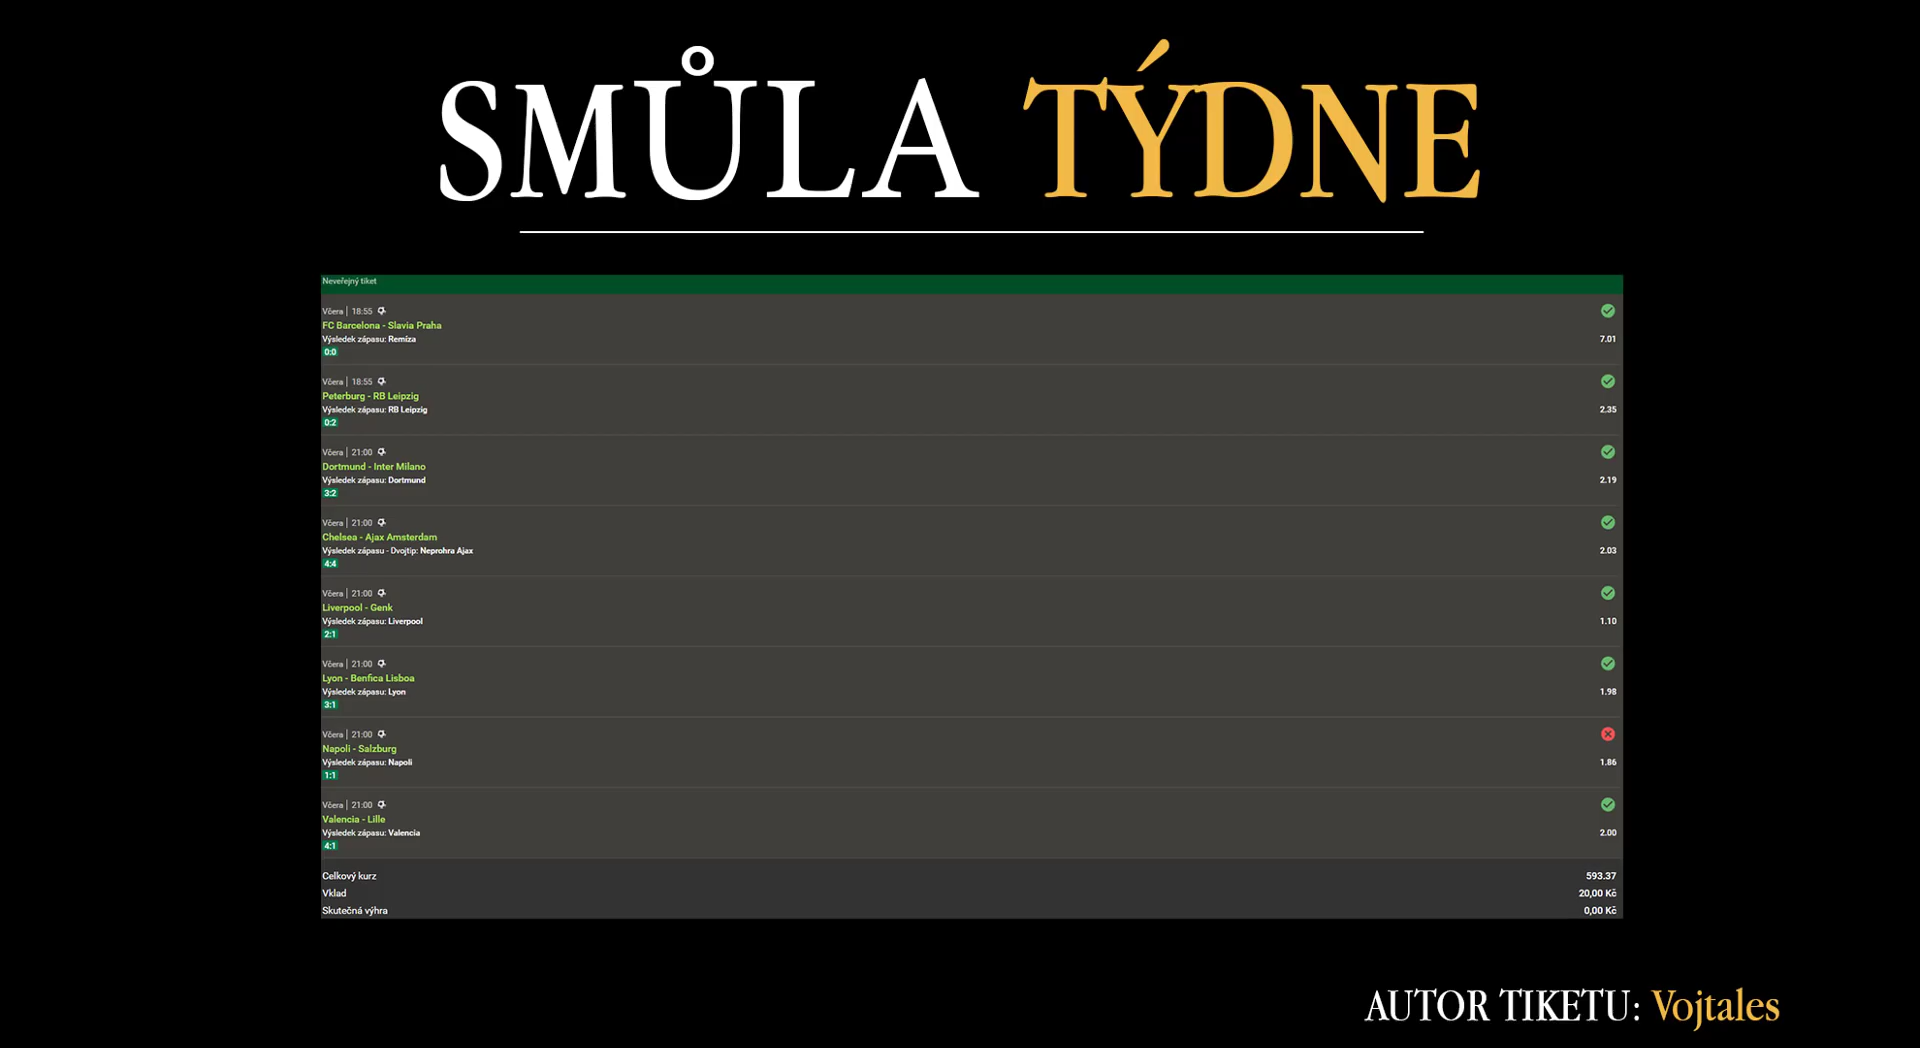 SMŮLA TÝDNE
Neveřejný tiket
Včera | 18:55
FC Barcelona - Slavia Praha
Výsledek zápasu: Remíza 7.01
0:0
Včera | 18:55
Peterburg - RB Leipzig
Výsledek zápasu: RB Leipzig 2.35
0:2
Včera | 21:00
Dortmund - Inter Milano
Výsledek zápasu: Dortmund 2.19
3:2
Včera | 21:00
Chelsea - Ajax Amsterdam
Výsledek zápasu - Dvojtip: Neprohra Ajax 2.03
4:4
Včera | 21:00
Liverpool - Genk
Výsledek zápasu: Liverpool 1.10
2:1
Včera | 21:00
Lyon - Benfica Lisboa
Výsledek zápasu: Lyon 1.98
3:1
Včera | 21:00
Napoli - Salzburg
Výsledek zápasu: Napoli 1.86
1:1
Včera | 21:00
Valencia - Lille
Výsledek zápasu: Valencia 2.00
4:1
Celkový kurz 593.37
Vklad 20,00 Kč
Skutečná výhra 0,00 Kč
AUTOR TIKETU: Vojtales